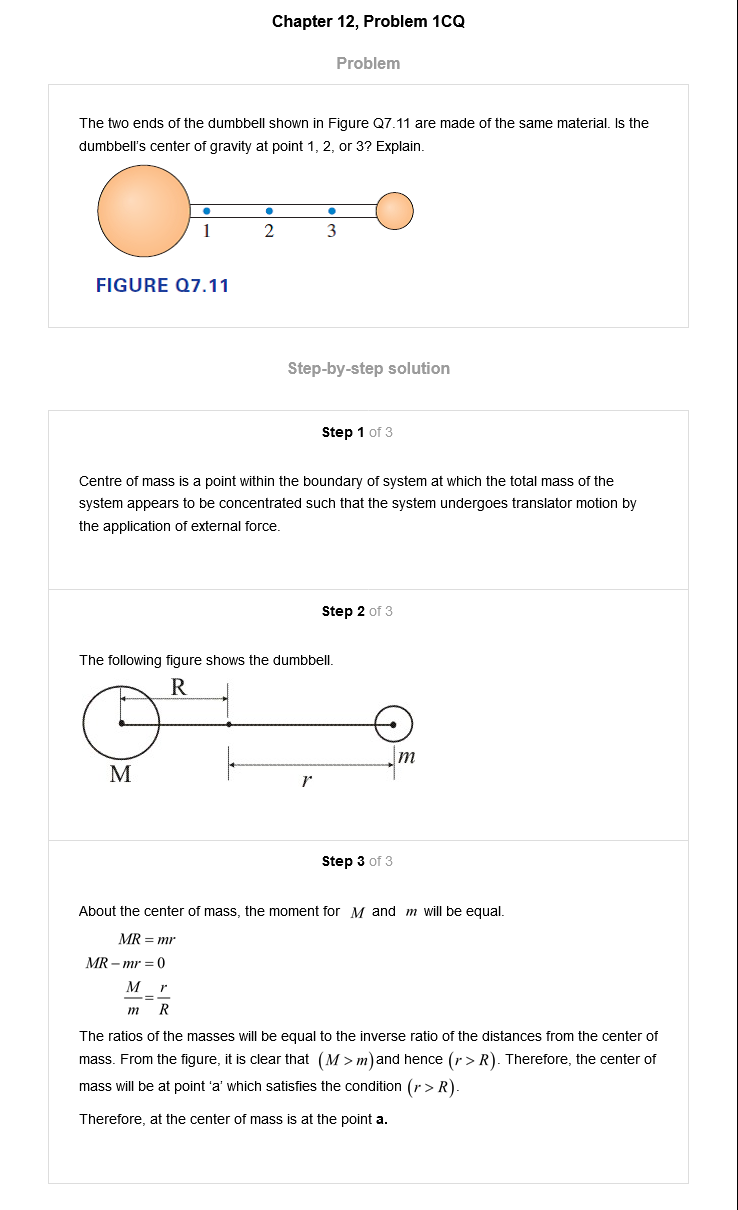 Chapter 12, Problem 1CQ
Problem
The two ends of the dumbbell shown in Figure Q7.11 are made of the same material. Is the
dumbbell's center of gravity at point 1, 2, or 3? Explain.
1 2 3
FIGURE Q7.11
Step-by-step solution
Step 1 of 3
Centre of mass is a point within the boundary of system at which the total mass of the
system appears to be concentrated such that the system undergoes translator motion by
the application of external force.
Step 2 of 3
The following figure shows the dumbbell.
R
m
M
r
Step 3 of 3
About the center of mass, the moment for M and m will be equal.
MR = mr
MR − mr = 0
M/m = r/R
The ratios of the masses will be equal to the inverse ratio of the distances from the center of
mass. From the figure, it is clear that (M > m) and hence (r > R). Therefore, the center of
mass will be at point 'a' which satisfies the condition (r > R).
Therefore, at the center of mass is at the point a.